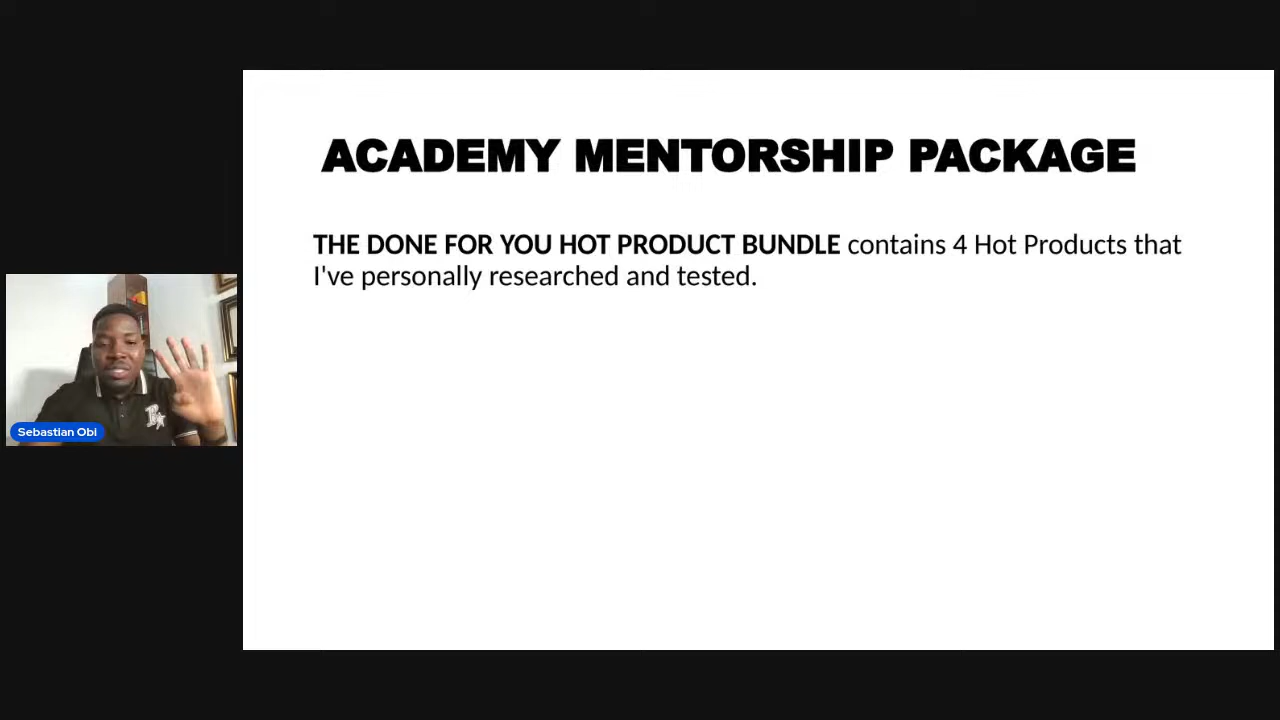 ACADEMY MENTORSHIP PACKAGE
THE DONE FOR YOU HOT PRODUCT BUNDLE contains 4 Hot Products that
I've personally researched and tested.
Sebastian Obi